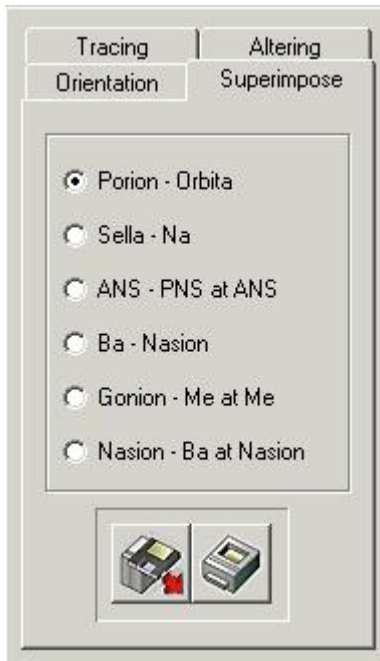 Tracing Altering
Orientation Superimpose
Porion - Orbita
Sella - Na
ANS - PNS at ANS
Ba - Nasion
Gonion - Me at Me
Nasion - Ba at Nasion